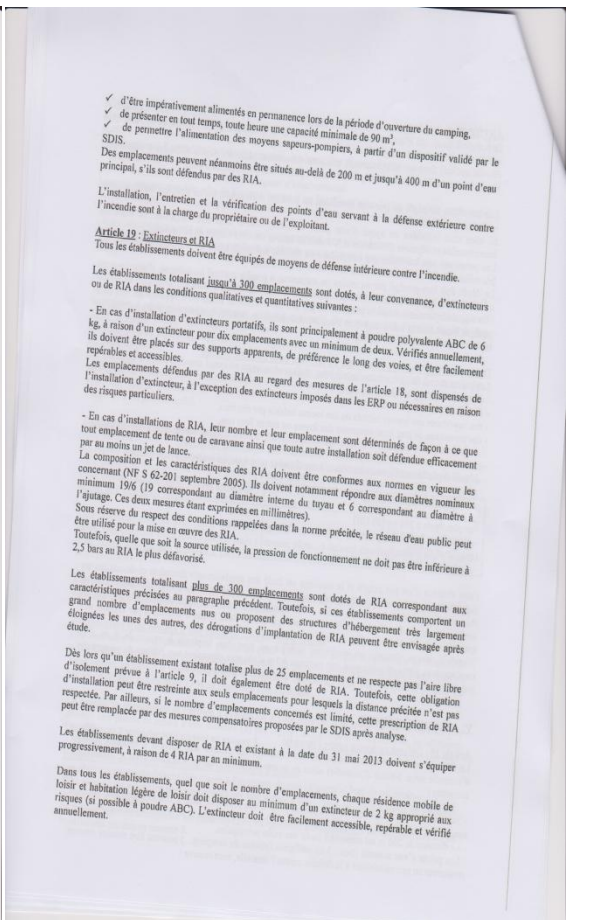 ✓ d'être impérativement alimentés en permanence lors de la période d'ouverture du camping,
✓ de présenter en tout temps, toute heure une capacité minimale de 90 m³,
✓ de permettre l'alimentation des moyens sapeurs-pompiers, à partir d'un dispositif validé par le
SDIS.
Des emplacements peuvent néanmoins être situés au-delà de 200 m et jusqu'à 400 m d'un point d'eau
principal, s'ils sont défendus par des RIA.
L'installation, l'entretien et la vérification des points d'eau servant à la défense extérieure contre
l'incendie sont à la charge du propriétaire ou de l'exploitant.
Article 19 : Extincteurs et RIA
Tous les établissements doivent être équipés de moyens de défense intérieure contre l'incendie.
Les établissements totalisant jusqu'à 300 emplacements sont dotés, à leur convenance, d'extincteurs
ou de RIA dans les conditions qualitatives et quantitatives suivantes :
- En cas d'installation d'extincteurs portatifs, ils sont principalement à poudre polyvalente ABC de 6
kg, à raison d'un extincteur pour dix emplacements avec un minimum de deux. Vérifiés annuellement,
ils doivent être placés sur des supports apparents, de préférence le long des voies, et être facilement
repérables et accessibles.
Les emplacements défendus par des RIA au regard des mesures de l'article 18, sont dispensés de
l'installation d'extincteur, à l'exception des extincteurs imposés dans les ERP ou nécessaires en raison
des risques particuliers.
- En cas d'installations de RIA, leur nombre et leur emplacement sont déterminés de façon à ce que
tout emplacement de tente ou de caravane ainsi que toute autre installation soit défendue efficacement
par au moins un jet de lance.
La composition et les caractéristiques des RIA doivent être conformes aux normes en vigueur les
concernant (NF S 62-201 septembre 2005). Ils doivent notamment répondre aux diamètres nominaux
minimum 19/6 (19 correspondant au diamètre interne du tuyau et 6 correspondant au diamètre à
l'ajutage. Ces deux mesures étant exprimées en millimètres).
Sous réserve du respect des conditions rappelées dans la norme précitée, le réseau d'eau public peut
être utilisé pour la mise en œuvre des RIA.
Toutefois, quelle que soit la source utilisée, la pression de fonctionnement ne doit pas être inférieure à
2,5 bars au RIA le plus défavorisé.
Les établissements totalisant plus de 300 emplacements sont dotés de RIA correspondant aux
caractéristiques précisées au paragraphe précédent. Toutefois, si ces établissements comportent un
grand nombre d'emplacements nus ou proposent des structures d'hébergement très largement
éloignées les unes des autres, des dérogations d'implantation de RIA peuvent être envisagée après
étude.
Dès lors qu'un établissement existant totalise plus de 25 emplacements et ne respecte pas l'aire libre
d'isolement prévue à l'article 9, il doit également être doté de RIA. Toutefois, cette obligation
d'installation peut être restreinte aux seuls emplacements pour lesquels la distance précitée n'est pas
respectée. Par ailleurs, si le nombre d'emplacements concernés est limité, cette prescription de RIA
peut être remplacée par des mesures compensatoires proposées par le SDIS après analyse.
Les établissements devant disposer de RIA et existant à la date du 31 mai 2013 doivent s'équiper
progressivement, à raison de 4 RIA par an minimum.
Dans tous les établissements, quel que soit le nombre d'emplacements, chaque résidence mobile de
loisir et habitation légère de loisir doit disposer au minimum d'un extincteur de 2 kg approprié aux
risques (si possible à poudre ABC). L'extincteur doit être facilement accessible, repérable et vérifié
annuellement.